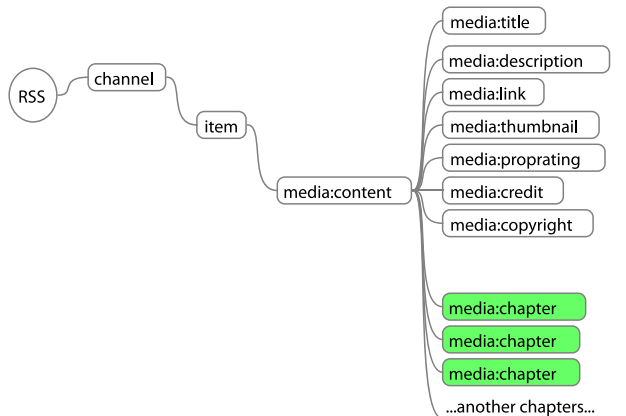 RSS
channel
item
media:content
media:title
media:description
media:link
media:thumbnail
media:proprating
media:credit
media:copyright
media:chapter
media:chapter
media:chapter
...another chapters...